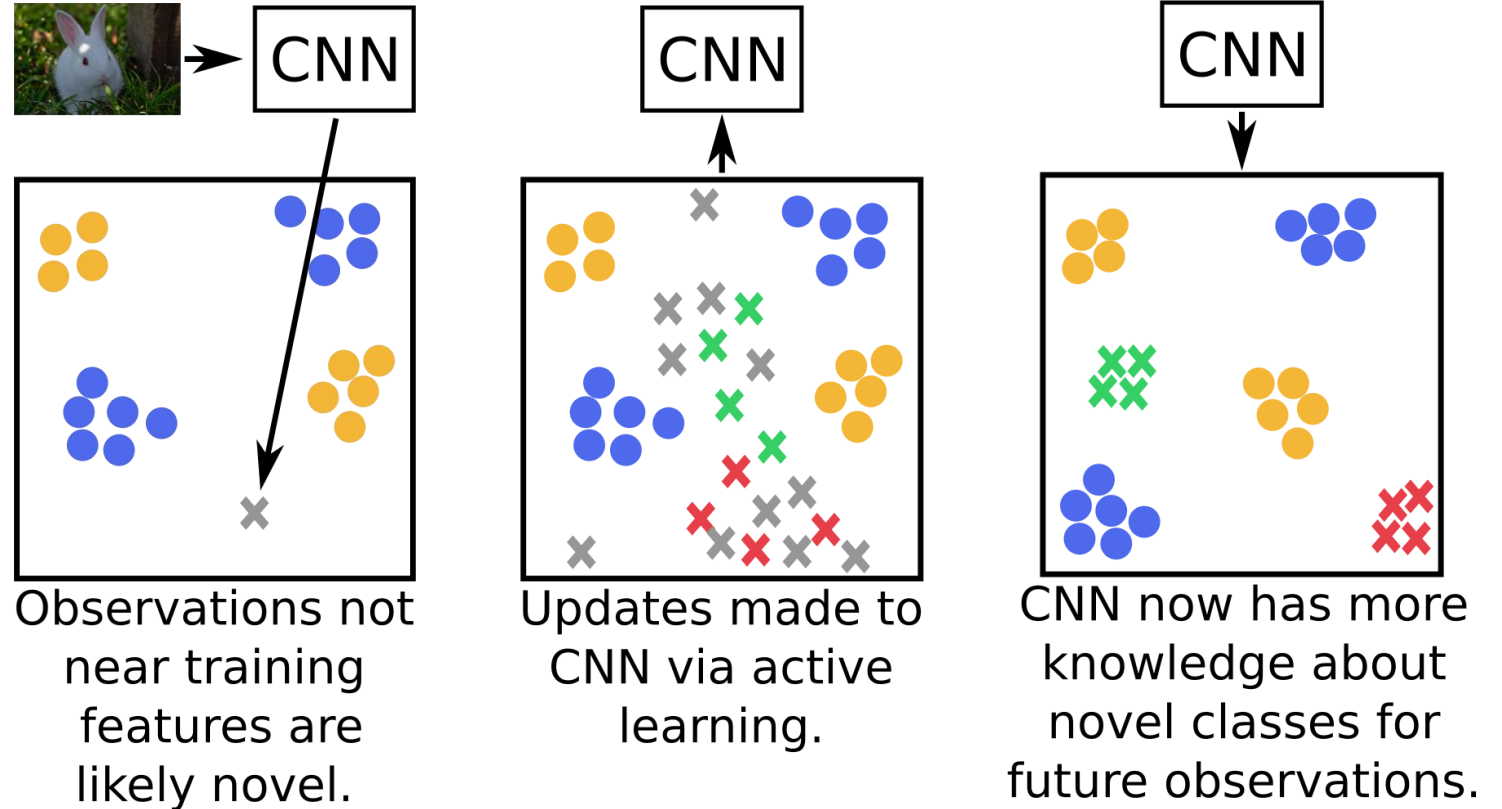 CNN
CNN
CNN
Observations not
near training
features are
likely novel.
Updates made to
CNN via active
learning.
CNN now has more
knowledge about
novel classes for
future observations.